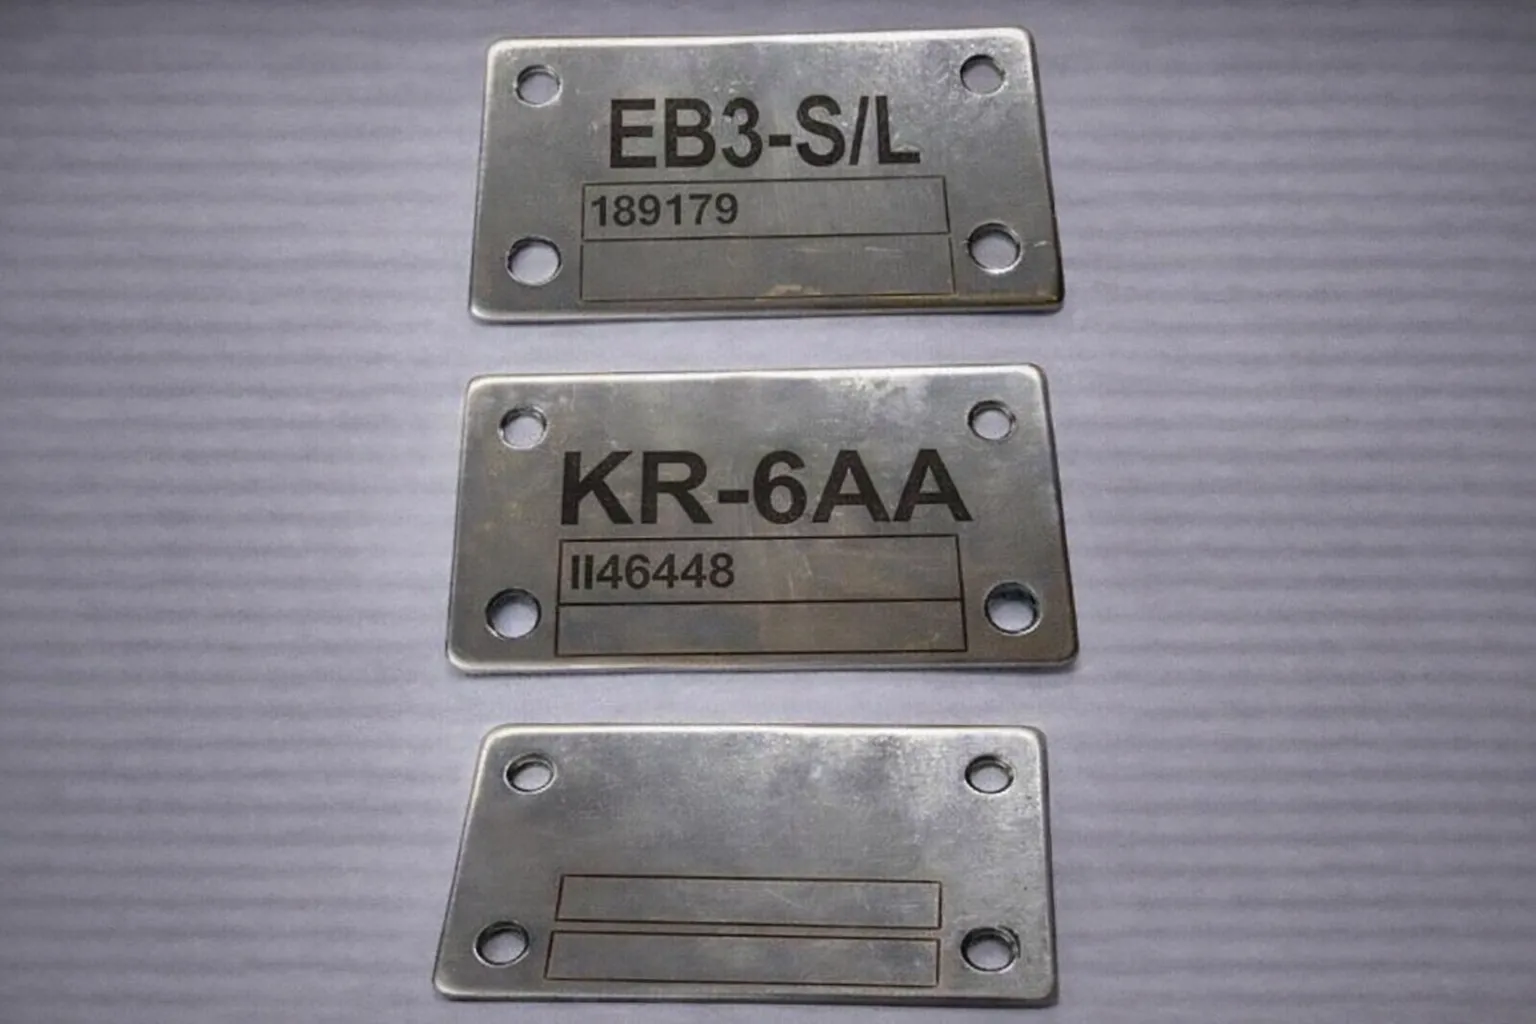 EB3-S/L
189179
KR-6AA
II46448